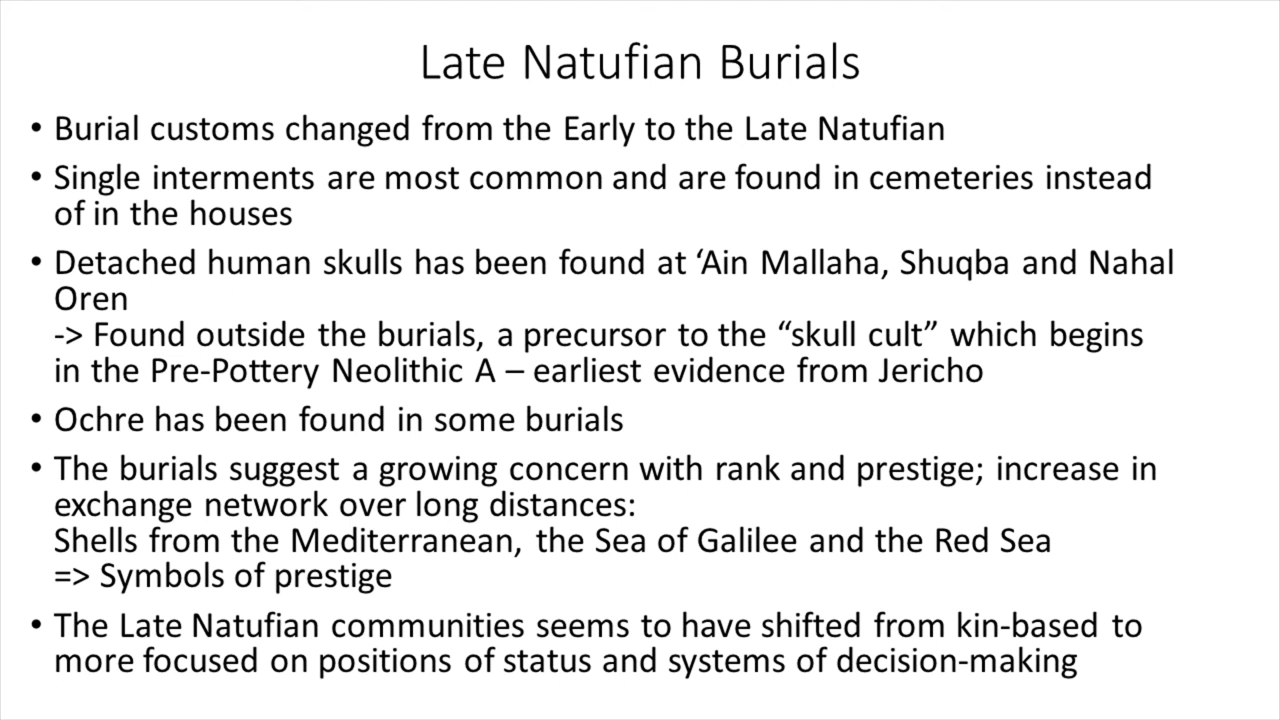 Late Natufian Burials
• Burial customs changed from the Early to the Late Natufian
• Single interments are most common and are found in cemeteries instead
of in the houses
• Detached human skulls has been found at ‘Ain Mallaha, Shuqba and Nahal
Oren
-> Found outside the burials, a precursor to the “skull cult” which begins
in the Pre-Pottery Neolithic A – earliest evidence from Jericho
• Ochre has been found in some burials
• The burials suggest a growing concern with rank and prestige; increase in
exchange network over long distances:
Shells from the Mediterranean, the Sea of Galilee and the Red Sea
=> Symbols of prestige
• The Late Natufian communities seems to have shifted from kin-based to
more focused on positions of status and systems of decision-making